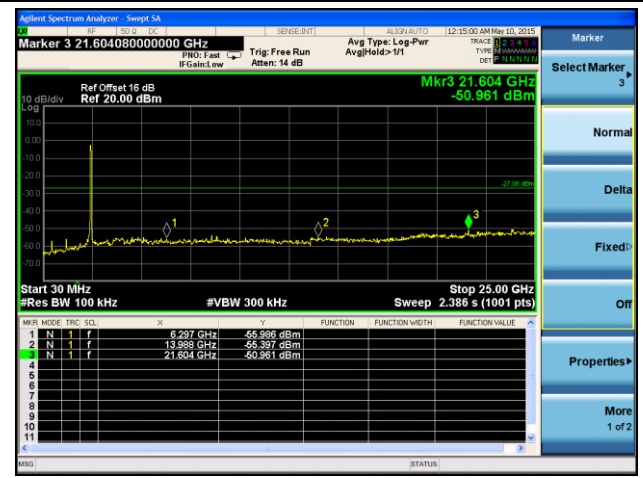 Agilent Spectrum Analyzer - Swept SA
RF 50 Ω DC SENSE:INT ALIGN AUTO 12:15:00 AM May 10, 2015
Marker 3 21.604080000000 GHz
PNO: Fast
IFGain:Low
Trig: Free Run
Atten: 14 dB
Avg Type: Log-Pwr
Avg|Hold:>1/1
TRACE 1 2 3 4 5 6
TYPE M
DET P N N N N N
Ref Offset 16 dB
Ref 20.00 dBm
10 dB/div
Log
Mkr3 21.604 GHz
-50.961 dBm
10.0
0.00
-10.0
-20.0
-30.0
-40.0
-50.0
-60.0
-70.0
-27.06 dBm
1
2
3
Start 30 MHz
#Res BW 100 kHz
#VBW 300 kHz
Stop 25.00 GHz
Sweep 2.386 s (1001 pts)
MKR MODE TRC SCL X Y FUNCTION FUNCTION WIDTH FUNCTION VALUE
1 N 1 f 6.297 GHz -55.986 dBm
2 N 1 f 13.988 GHz -55.397 dBm
3 N 1 f 21.604 GHz -50.961 dBm
4
5
6
7
8
9
10
11
MSG STATUS
Marker
Select Marker
3
Normal
Delta
Fixed
Off
Properties
More
1 of 2